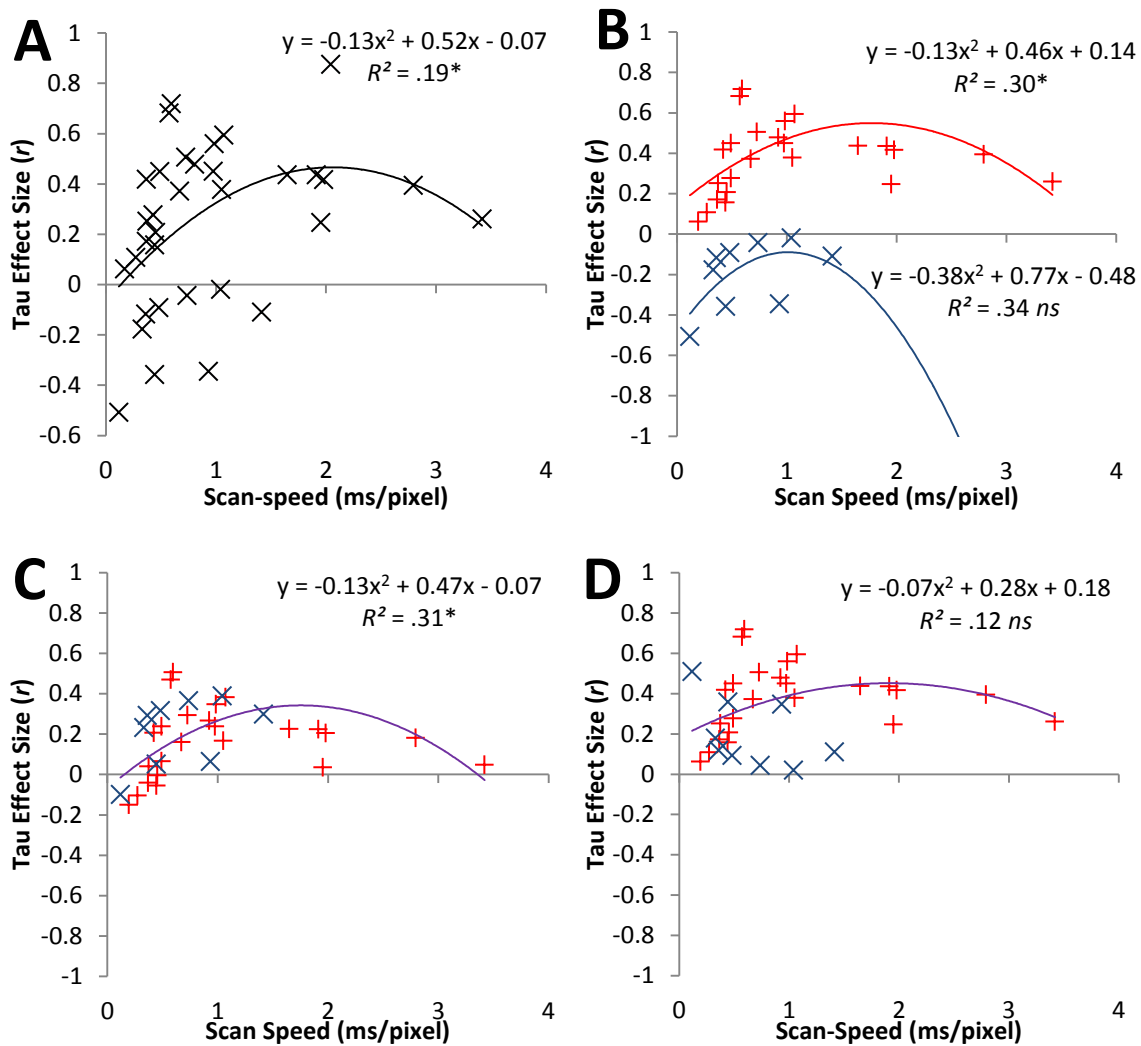 A
y = -0.13x² + 0.52x - 0.07
R² = .19*
Tau Effect Size (r)
1
0.8
0.6
0.4
0.2
0
-0.2
-0.4
-0.6
0 1 2 3 4
Scan-speed (ms/pixel)
B
y = -0.13x² + 0.46x + 0.14
R² = .30*
y = -0.38x² + 0.77x - 0.48
R² = .34 ns
Tau Effect Size (r)
1
0.8
0.6
0.4
0.2
0
-0.2
-0.4
-0.6
-0.8
-1
0 1 2 3 4
Scan Speed (ms/pixel)
C
y = -0.13x² + 0.47x - 0.07
R² = .31*
Tau Effect Size (r)
1
0.8
0.6
0.4
0.2
0
-0.2
-0.4
-0.6
-0.8
-1
0 1 2 3 4
Scan Speed (ms/pixel)
D
y = -0.07x² + 0.28x + 0.18
R² = .12 ns
Tau Effect Size (r)
1
0.8
0.6
0.4
0.2
0
-0.2
-0.4
-0.6
-0.8
-1
0 1 2 3 4
Scan-Speed (ms/pixel)